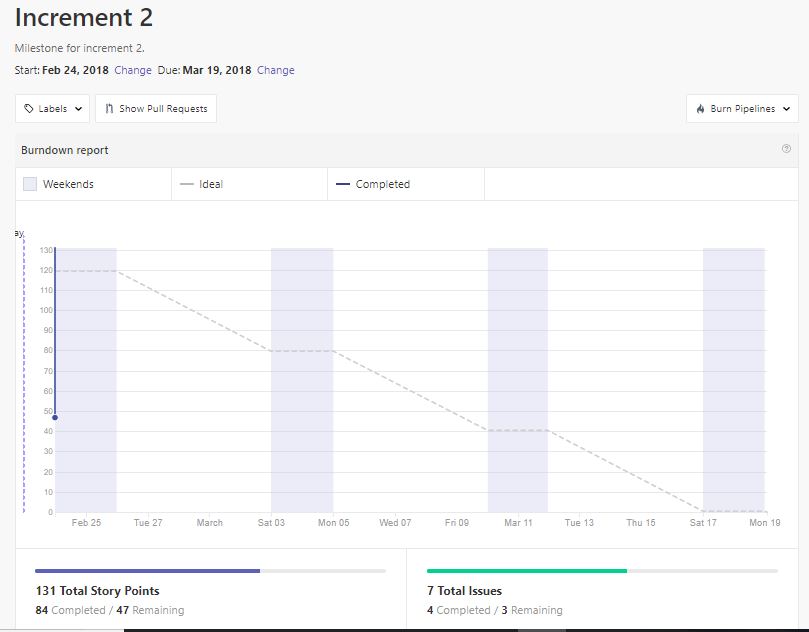 Increment 2
Milestone for increment 2.
Start: Feb 24, 2018 Change Due: Mar 19, 2018 Change
Labels Show Pull Requests Burn Pipelines
Burndown report
Weekends Ideal Completed
ay,
130
120
110
100
90
80
70
60
50
40
30
20
10
0
Feb 25 Tue 27 March Sat 03 Mon 05 Wed 07 Fri 09 Mar 11 Tue 13 Thu 15 Sat 17 Mon 19
131 Total Story Points
84 Completed / 47 Remaining
7 Total Issues
4 Completed / 3 Remaining